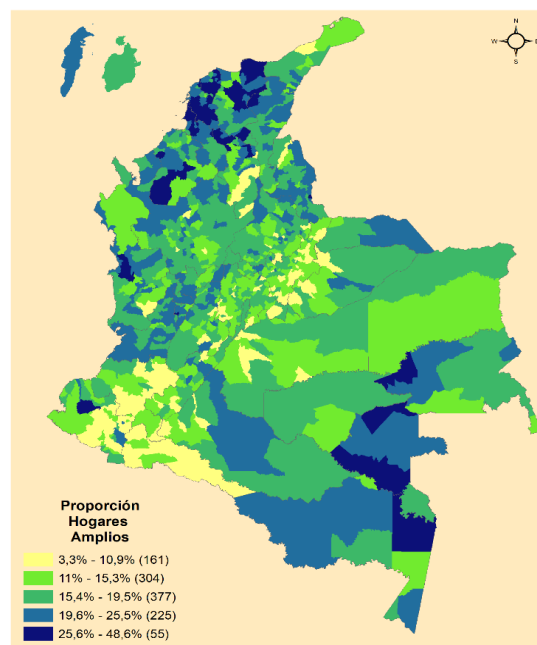 N
W E
S
Proporción
Hogares
Amplios
3,3% - 10,9% (161)
11% - 15,3% (304)
15,4% - 19,5% (377)
19,6% - 25,5% (225)
25,6% - 48,6% (55)